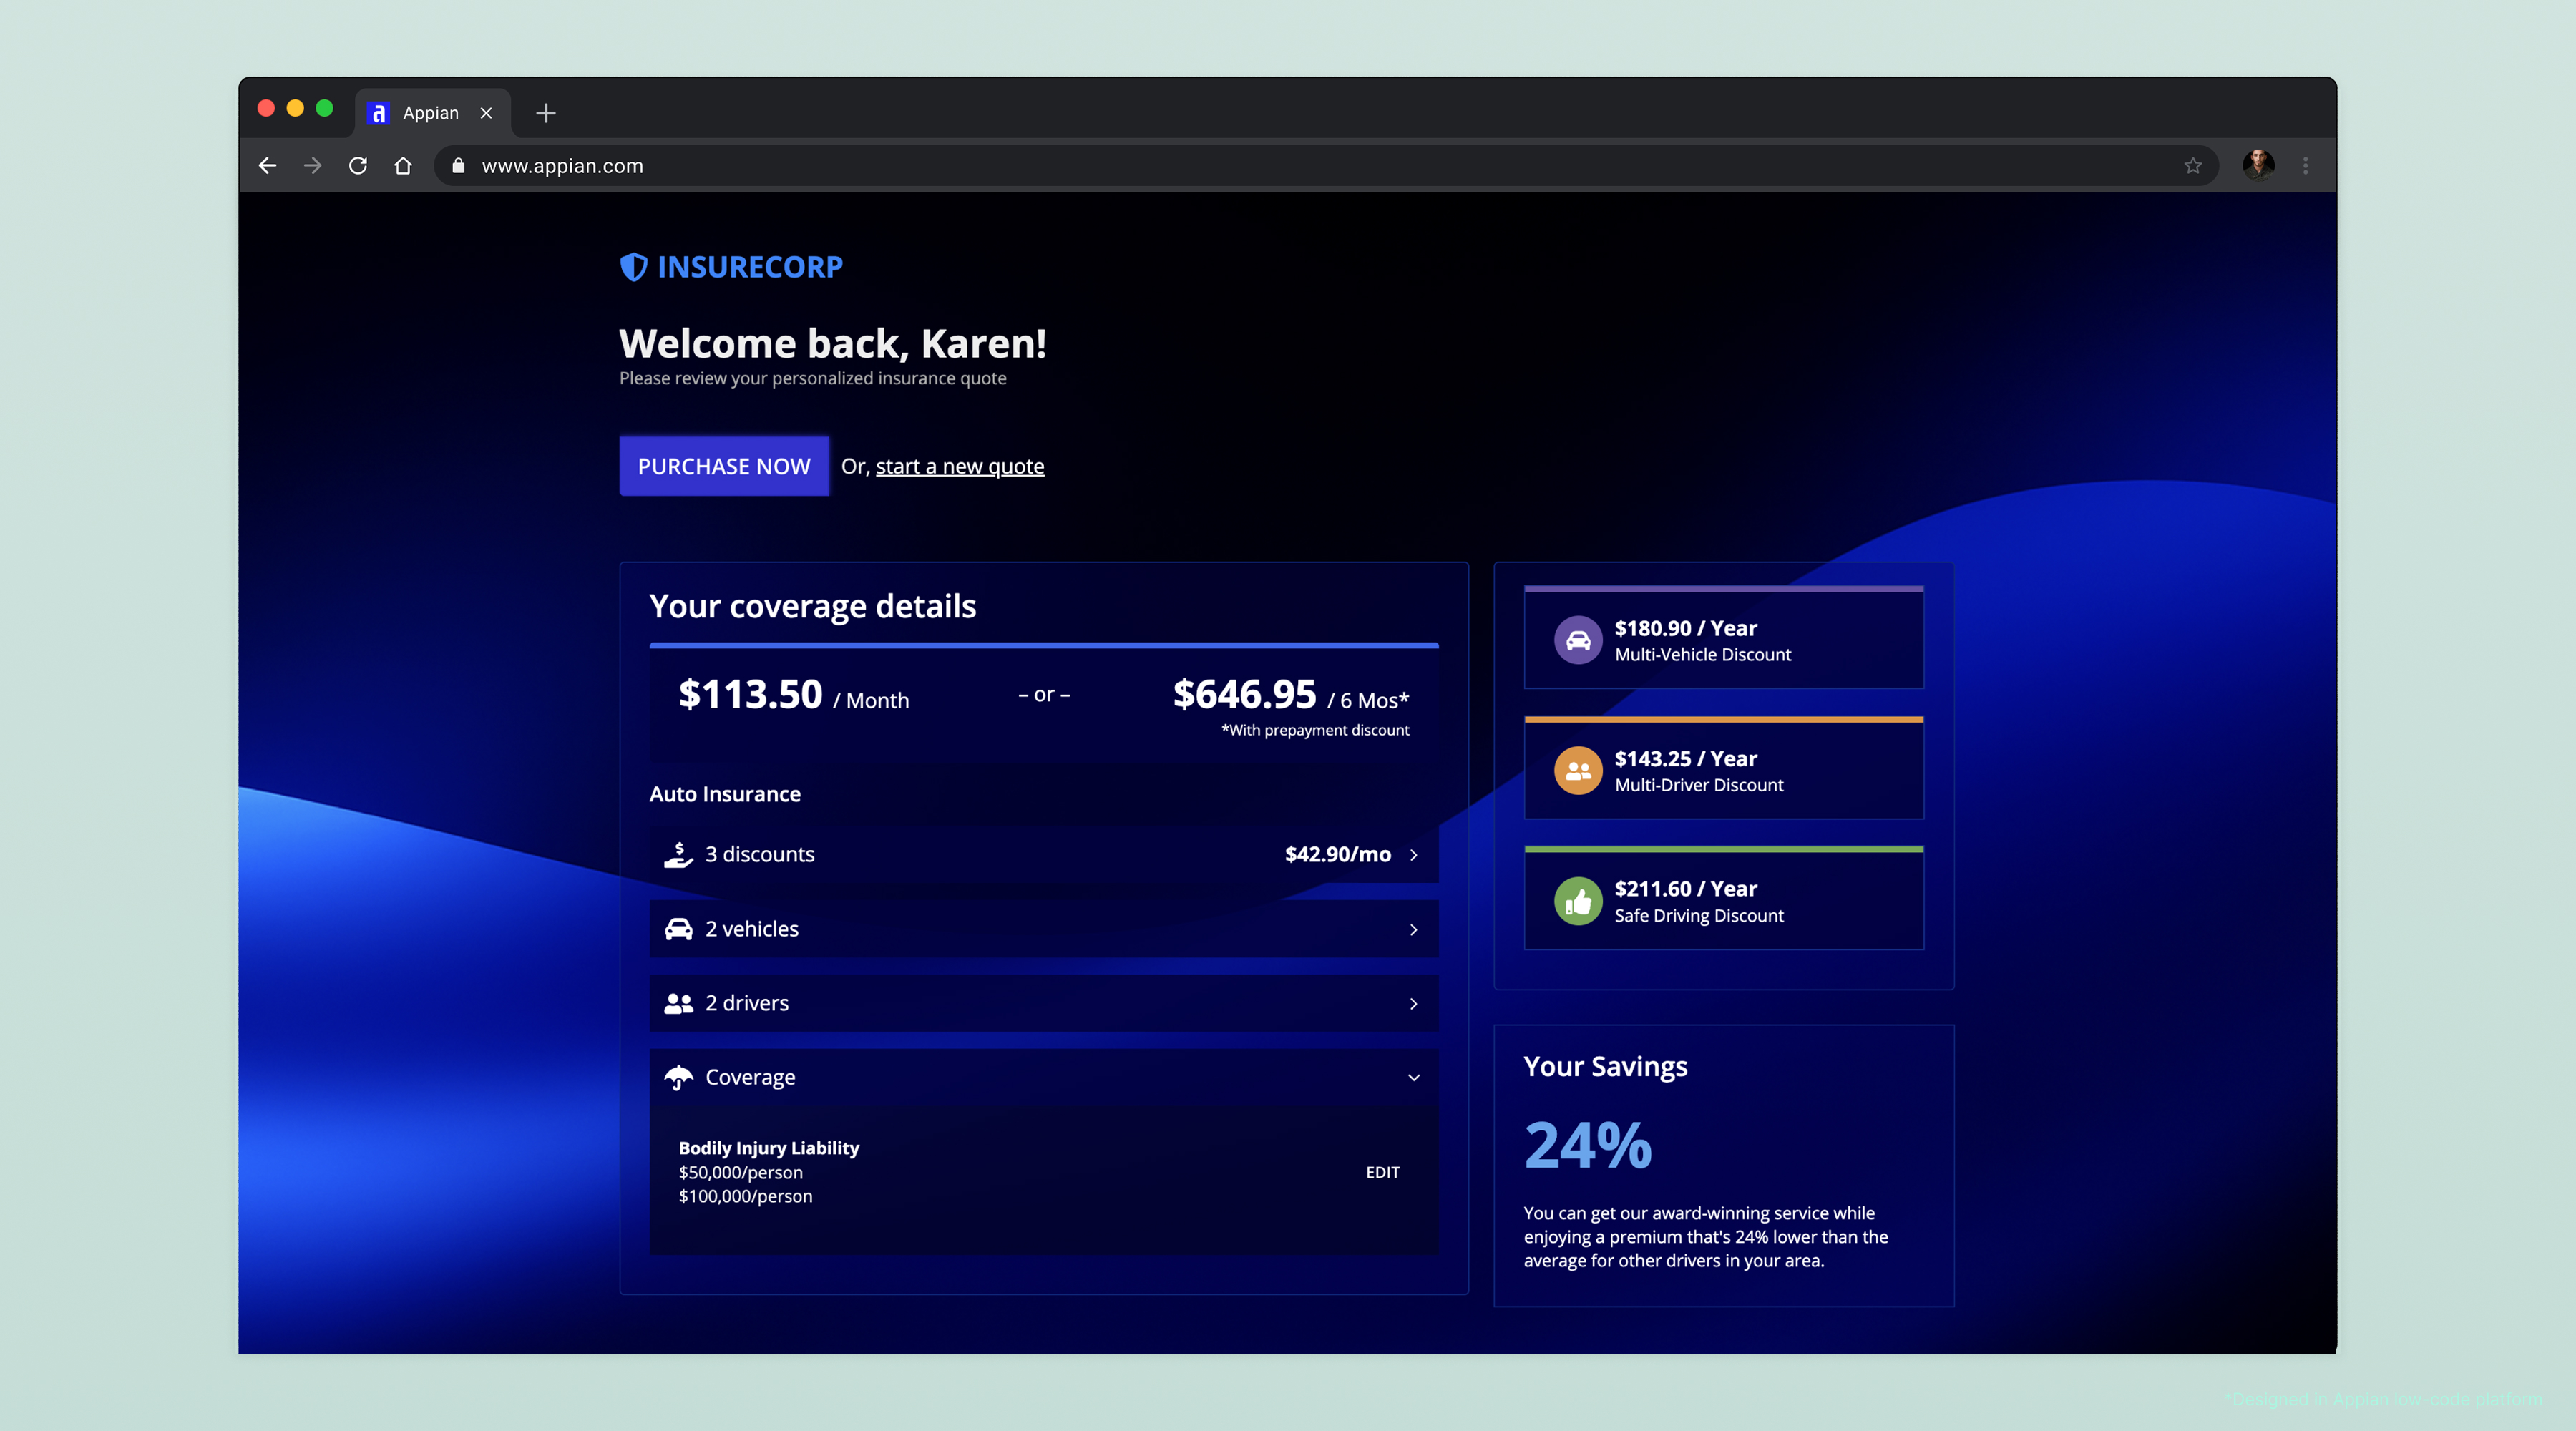 a Appian
www.appian.com
INSURECORP
Welcome back, Karen!
Please review your personalized insurance quote
PURCHASE NOW Or, start a new quote
Your coverage details
$113.50 / Month – or – $646.95 / 6 Mos*
*With prepayment discount
Auto Insurance
3 discounts $42.90/mo
2 vehicles
2 drivers
Coverage
Bodily Injury Liability
$50,000/person
EDIT
$100,000/person
$180.90 / Year
Multi-Vehicle Discount
$143.25 / Year
Multi-Driver Discount
$211.60 / Year
Safe Driving Discount
Your Savings
24%
You can get our award-winning service while
enjoying a premium that's 24% lower than the
average for other drivers in your area.
*Designed in Appian low-code platform